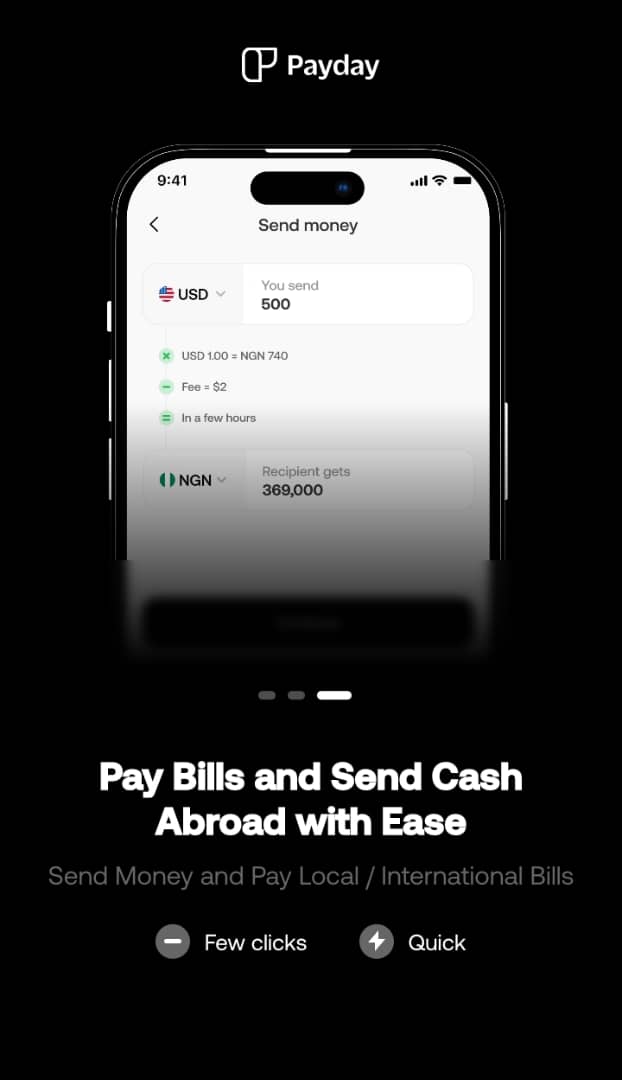 Payday
9:41
Send money
USD
You send
500
USD 1.00 = NGN 740
Fee = $2
In a few hours
NGN
Recipient gets
369,000
Pay Bills and Send Cash
Abroad with Ease
Send Money and Pay Local / International Bills
Few clicks
Quick